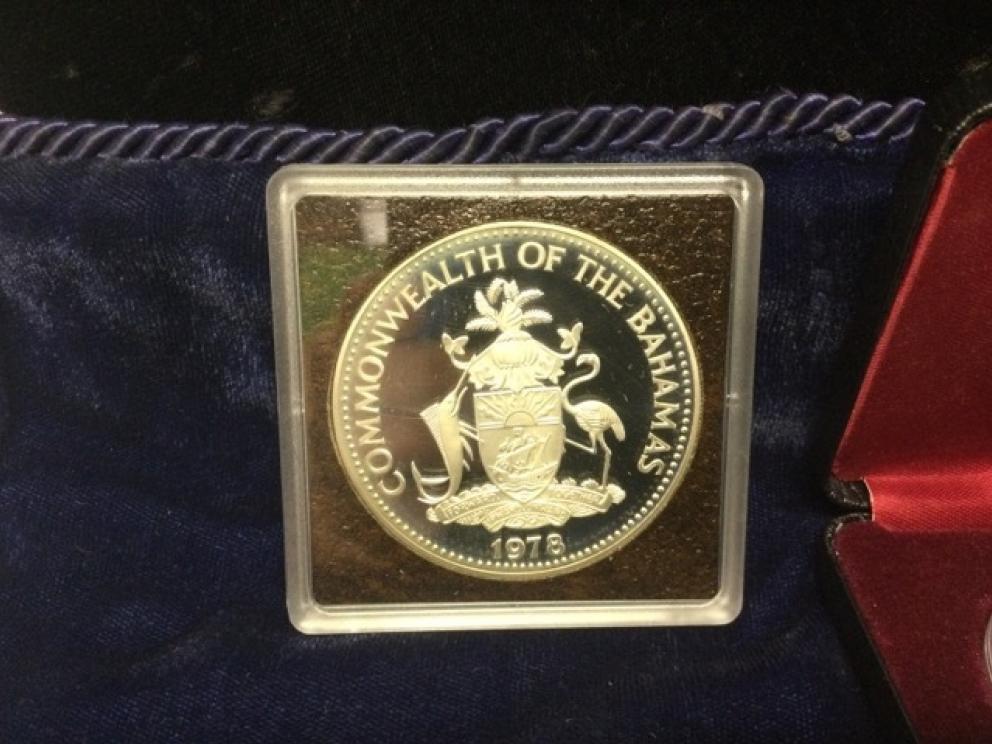 COMMONWEALTH OF THE BAHAMAS
1978